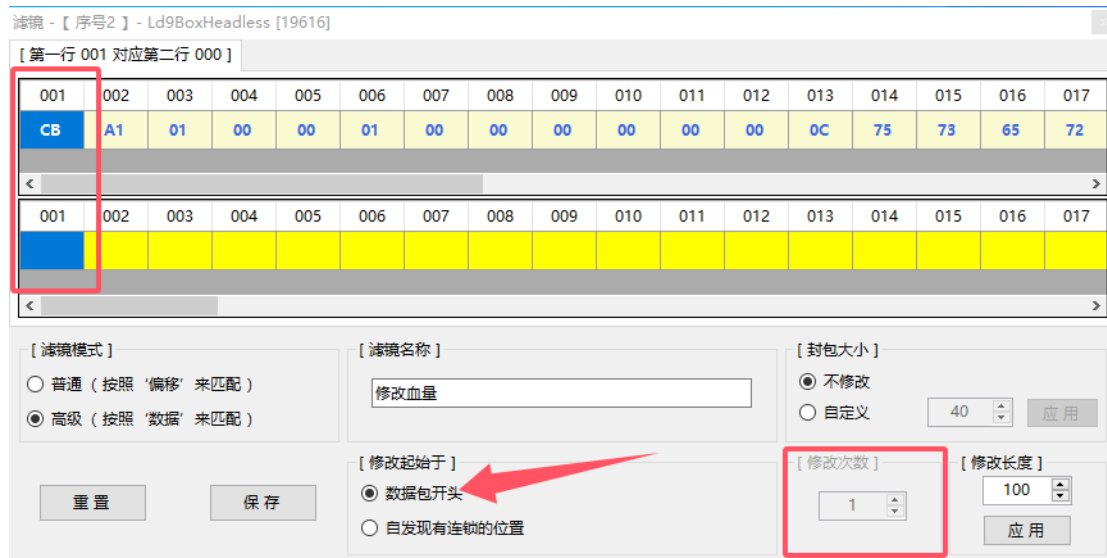 滤镜 -【 序号2 】- Ld9BoxHeadless [19616]
[ 第一行 001 对应第二行 000 ]
001 002 003 004 005 006 007 008 009 010 011 012 013 014 015 016 017
CB A1 01 00 00 01 00 00 00 00 00 00 0C 75 73 65 72
001 002 003 004 005 006 007 008 009 010 011 012 013 014 015 016 017
[ 滤镜模式 ]
普通（ 按照 ‘偏移’ 来匹配 ）
高级（ 按照 ‘数据’ 来匹配 ）
[ 滤镜名称 ]
修改血量
[ 封包大小 ]
不修改
自定义 40 应 用
重 置 保 存
[ 修改起始于 ]
数据包开头
自发现有连锁的位置
[ 修改次数 ]
1
[ 修改长度 ]
100
应 用